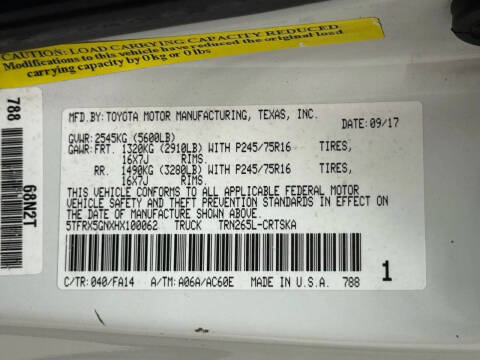 CAUTION: LOAD CARRYING CAPACITY REDUCED
Modifications to this vehicle have reduced the original load
carrying capacity by 0 kg or 0 lbs
788
68N2T
MFD.BY:TOYOTA MOTOR MANUFACTURING, TEXAS, INC.
DATE:09/17
GVWR:2545KG (5600LB)
GAWR:FRT. 1320KG (2910LB) WITH P245/75R16 TIRES,
16X7J RIMS.
RR. 1490KG (3280LB) WITH P245/75R16 TIRES,
16X7J RIMS.
THIS VEHICLE CONFORMS TO ALL APPLICABLE FEDERAL MOTOR
VEHICLE SAFETY AND THEFT PREVENTION STANDARDS IN EFFECT
ON THE DATE OF MANUFACTURE SHOWN ABOVE.
5TFRX5GNXHX100062 TRUCK TRN265L-CRTSKA
C/TR:040/FA14 A/TM:A06A/AC60E MADE IN U.S.A. 788 1